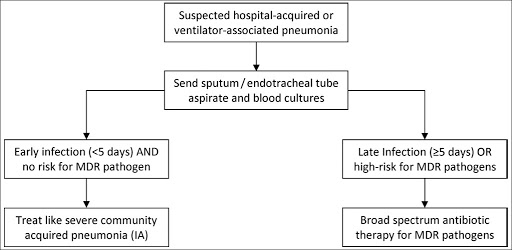 Suspected hospital-acquired or
ventilator-associated pneumonia
Send sputum/endotracheal tube
aspirate and blood cultures
Early infection (<5 days) AND
no risk for MDR pathogen
Late Infection (≥5 days) OR
high-risk for MDR pathogens
Treat like severe community
acquired pneumonia (IA)
Broad spectrum antibiotic
therapy for MDR pathogens